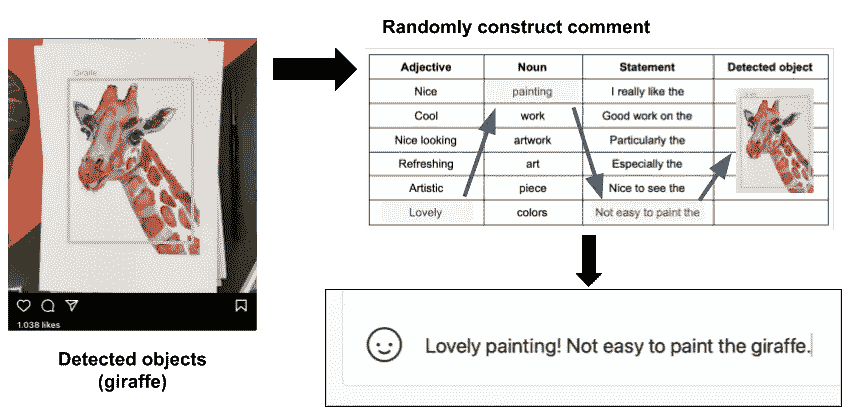 Randomly construct comment
Giraffe
1.038 likes
Detected objects
(giraffe)
Adjective Noun Statement Detected object
Nice painting I really like the
Cool work Good work on the
Nice looking artwork Particularly the
Refreshing art Especially the
Artistic piece Nice to see the
Lovely colors Not easy to paint the
Lovely painting! Not easy to paint the giraffe.